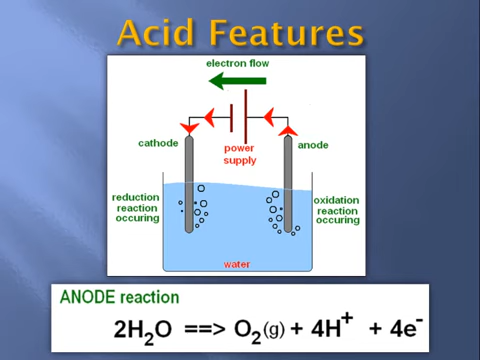 Acid Features
electron flow
cathode
anode
power
supply
reduction
reaction
occuring
oxidation
reaction
occuring
water
ANODE reaction
2H₂O ==> O₂(g) + 4H⁺ + 4e⁻